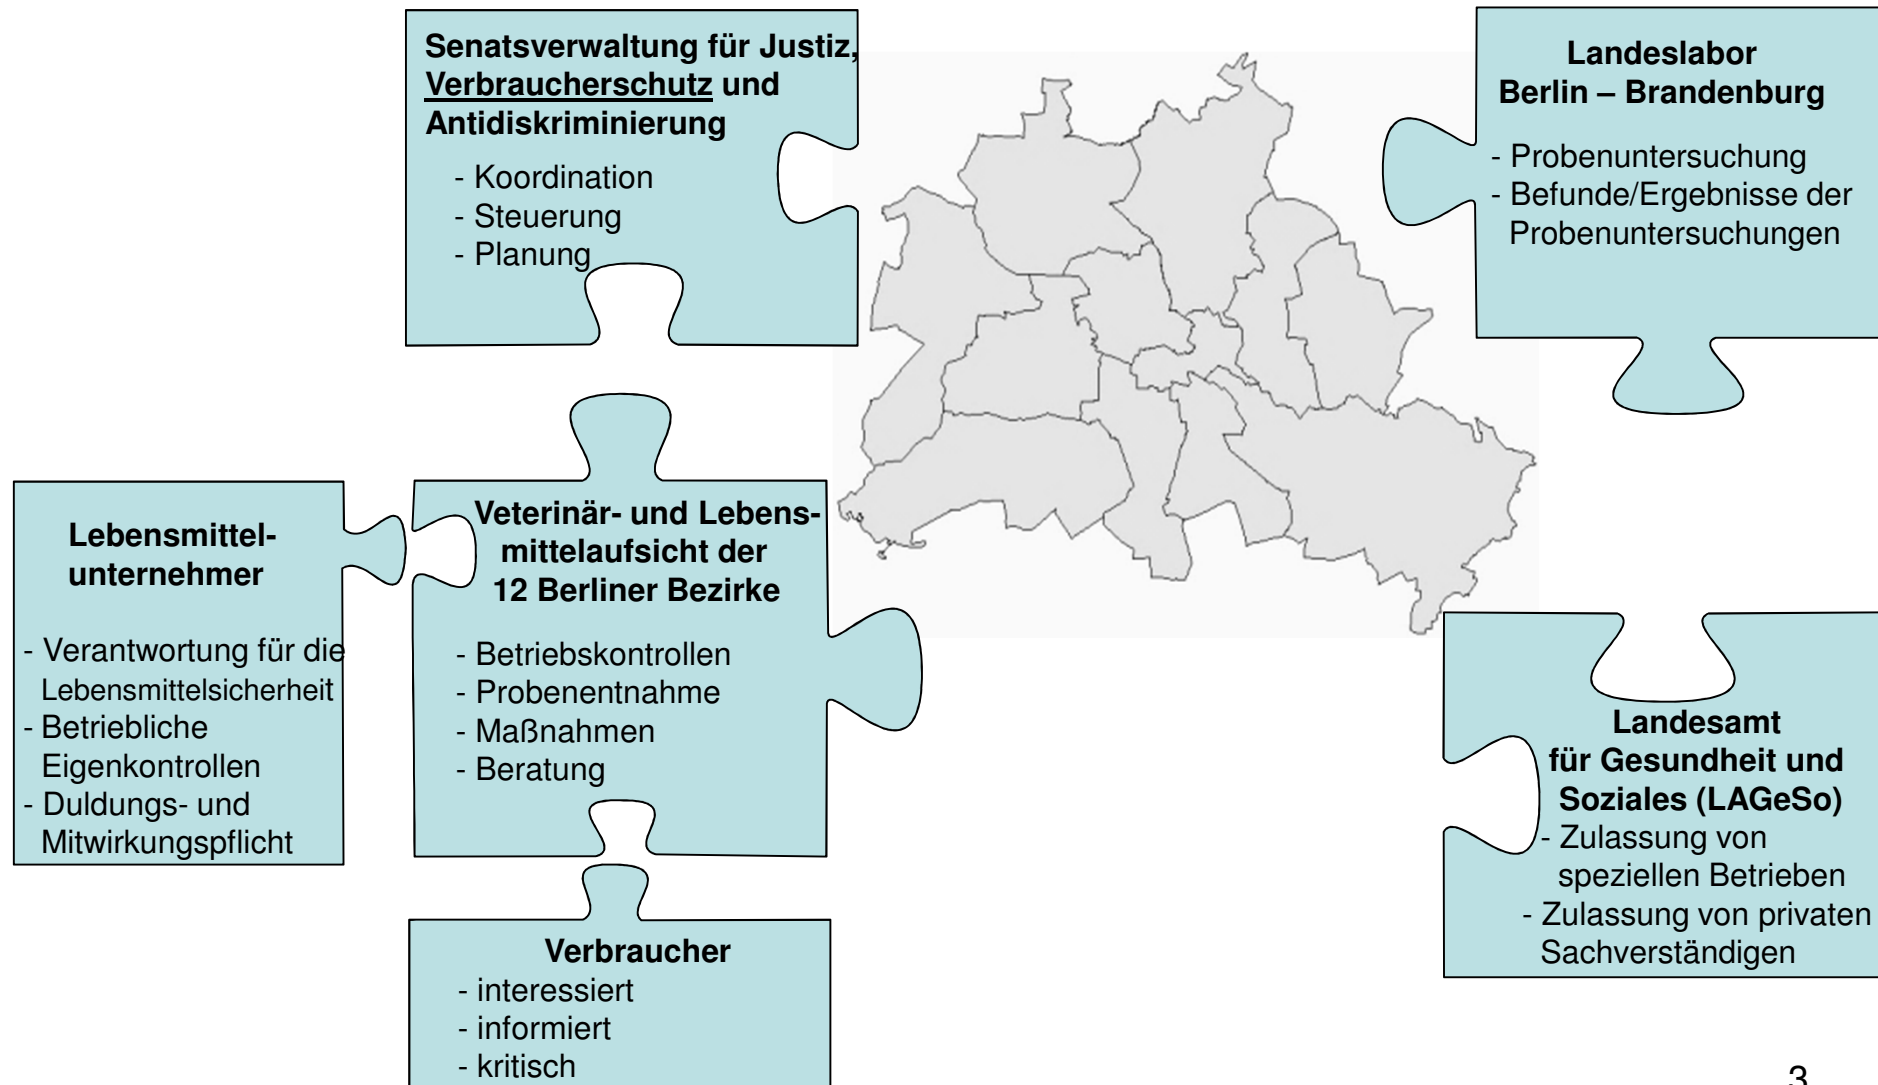 Senatsverwaltung für Justiz,
Verbraucherschutz und
Antidiskriminierung
- Koordination
- Steuerung
- Planung
Landeslabor
Berlin – Brandenburg
- Probenuntersuchung
- Befunde/Ergebnisse der
Probenuntersuchungen
Lebensmittel-
unternehmer
- Verantwortung für die
Lebensmittelsicherheit
- Betriebliche
Eigenkontrollen
- Duldungs- und
Mitwirkungspflicht
Veterinär- und Lebens-
mittelaufsicht der
12 Berliner Bezirke
- Betriebskontrollen
- Probenentnahme
- Maßnahmen
- Beratung
Landesamt
für Gesundheit und
Soziales (LAGeSo)
- Zulassung von
speziellen Betrieben
- Zulassung von privaten
Sachverständigen
Verbraucher
- interessiert
- informiert
- kritisch
3